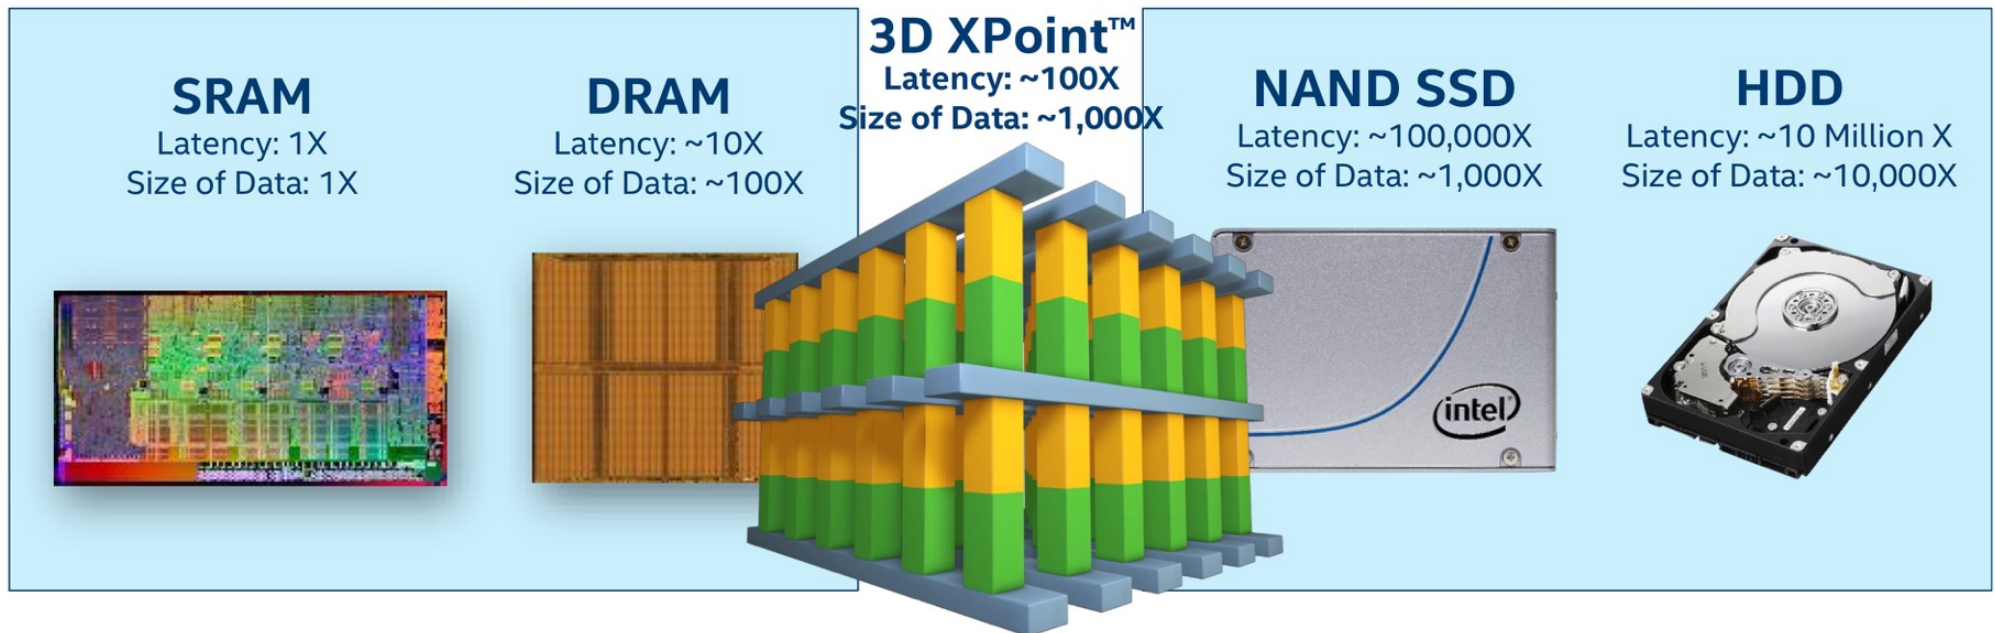 SRAM
Latency: 1X
Size of Data: 1X
DRAM
Latency: ~10X
Size of Data: ~100X
3D XPoint™
Latency: ~100X
Size of Data: ~1,000X
NAND SSD
Latency: ~100,000X
Size of Data: ~1,000X
intel
HDD
Latency: ~10 Million X
Size of Data: ~10,000X